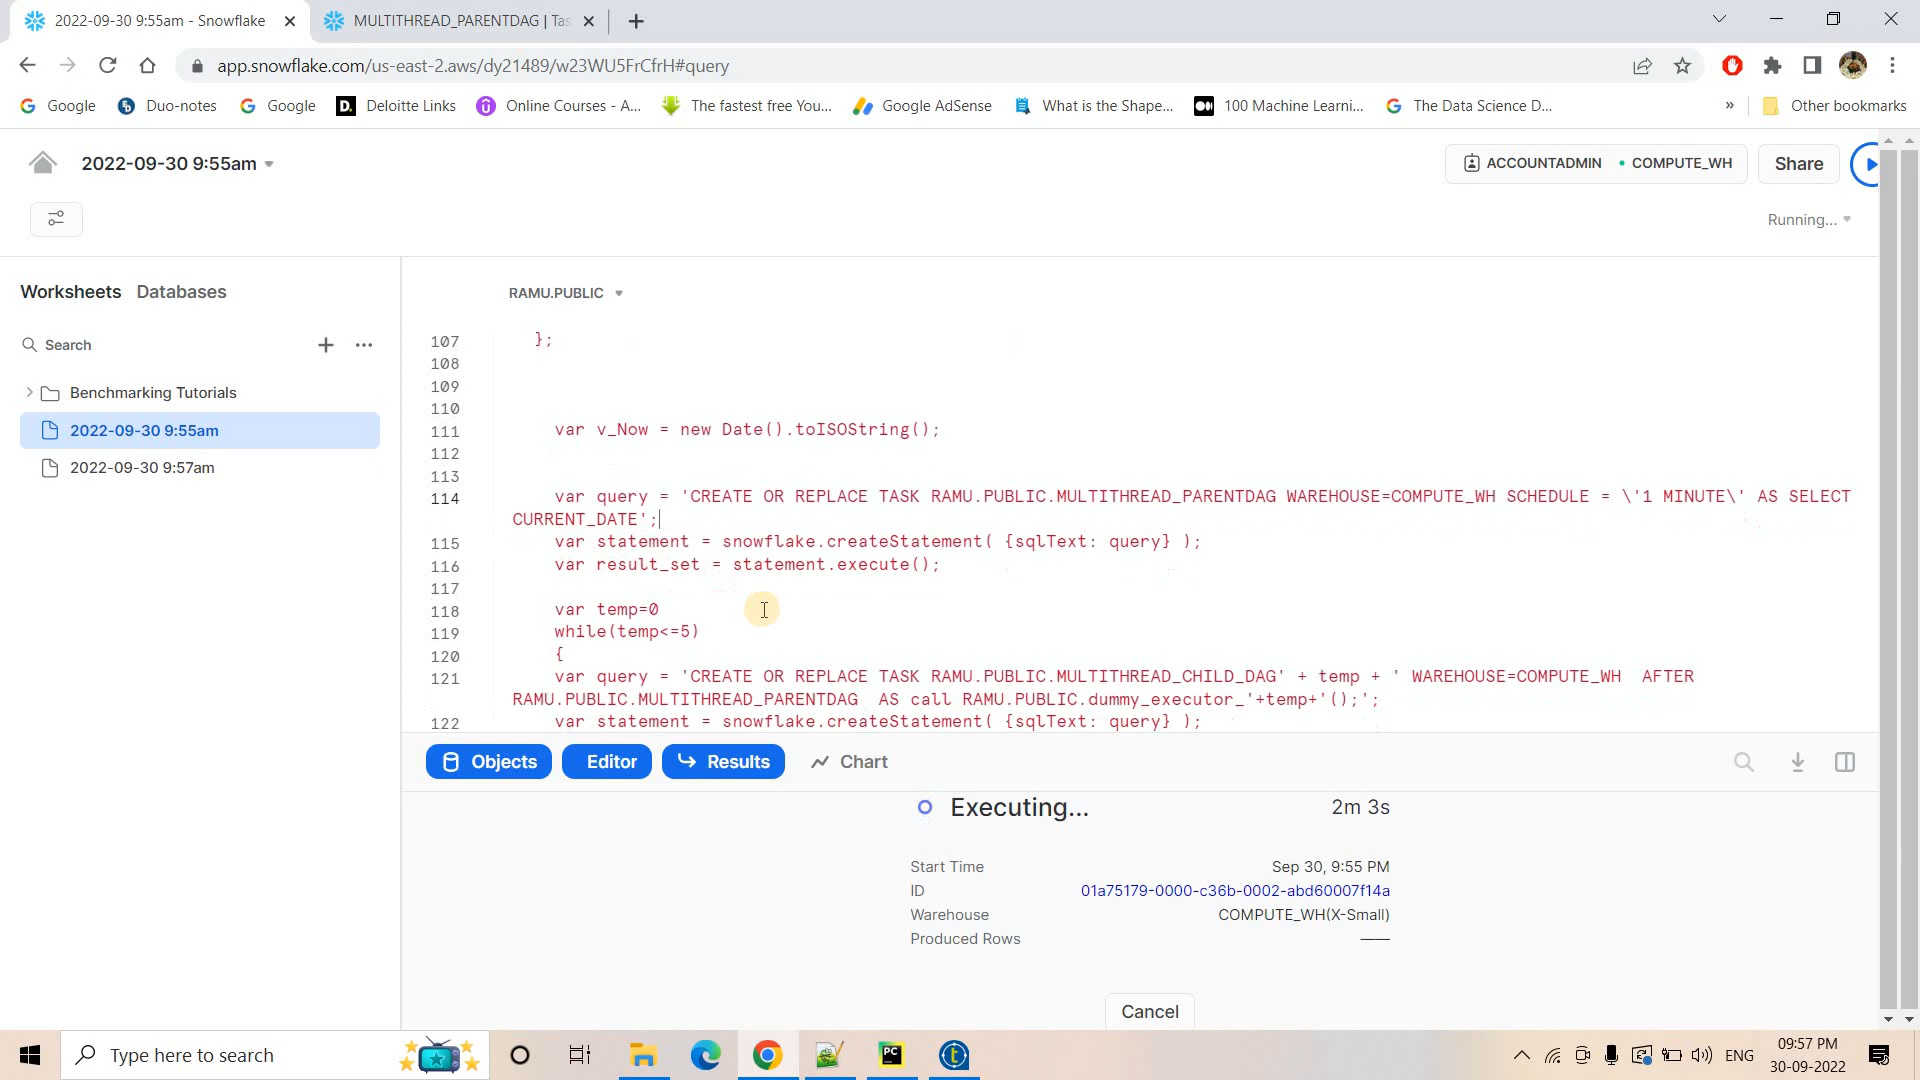 2022-09-30 9:55am - Snowflake
MULTITHREAD_PARENTDAG | Tas
app.snowflake.com/us-east-2.aws/dy21489/w23WU5FrCfrH#query
Google
Duo-notes
Google
Deloitte Links
Online Courses - A...
The fastest free You...
Google AdSense
What is the Shape...
100 Machine Learni...
The Data Science D...
»
Other bookmarks
2022-09-30 9:55am
ACCOUNTADMIN
COMPUTE_WH
Share
Running...
Worksheets
Databases
RAMU.PUBLIC
Search
Benchmarking Tutorials
2022-09-30 9:55am
2022-09-30 9:57am
107 };
108
109
110
111 var v_Now = new Date().toISOString();
112
113
114 var query = 'CREATE OR REPLACE TASK RAMU.PUBLIC.MULTITHREAD_PARENTDAG WAREHOUSE=COMPUTE_WH SCHEDULE = \'1 MINUTE\' AS SELECT
CURRENT_DATE';
115 var statement = snowflake.createStatement( {sqlText: query} );
116 var result_set = statement.execute();
117
118 var temp=0
119 while(temp<=5)
120 {
121 var query = 'CREATE OR REPLACE TASK RAMU.PUBLIC.MULTITHREAD_CHILD_DAG' + temp + ' WAREHOUSE=COMPUTE_WH  AFTER
RAMU.PUBLIC.MULTITHREAD_PARENTDAG  AS call RAMU.PUBLIC.dummy_executor_'+temp+'();';
122 var statement = snowflake.createStatement( {sqlText: query} );
Objects
Editor
Results
Chart
Executing...
2m 3s
Start Time
Sep 30, 9:55 PM
ID
01a75179-0000-c36b-0002-abd60007f14a
Warehouse
COMPUTE_WH(X-Small)
Produced Rows
Cancel
Type here to search
PC
t
ENG
09:57 PM
30-09-2022